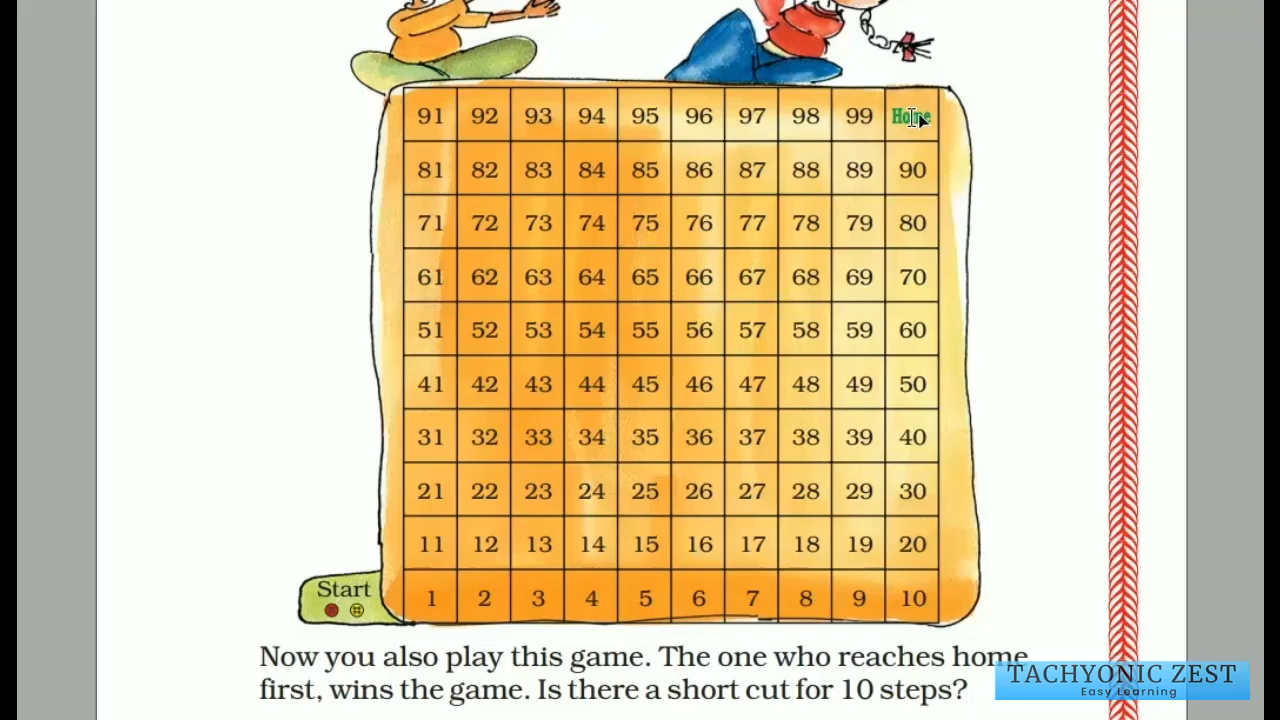 91 92 93 94 95 96 97 98 99 Home
81 82 83 84 85 86 87 88 89 90
71 72 73 74 75 76 77 78 79 80
61 62 63 64 65 66 67 68 69 70
51 52 53 54 55 56 57 58 59 60
41 42 43 44 45 46 47 48 49 50
31 32 33 34 35 36 37 38 39 40
21 22 23 24 25 26 27 28 29 30
11 12 13 14 15 16 17 18 19 20
Start
1 2 3 4 5 6 7 8 9 10
Now you also play this game. The one who reaches home
first, wins the game. Is there a short cut for 10 steps?
TACHYONIC ZEST
Easy Learning